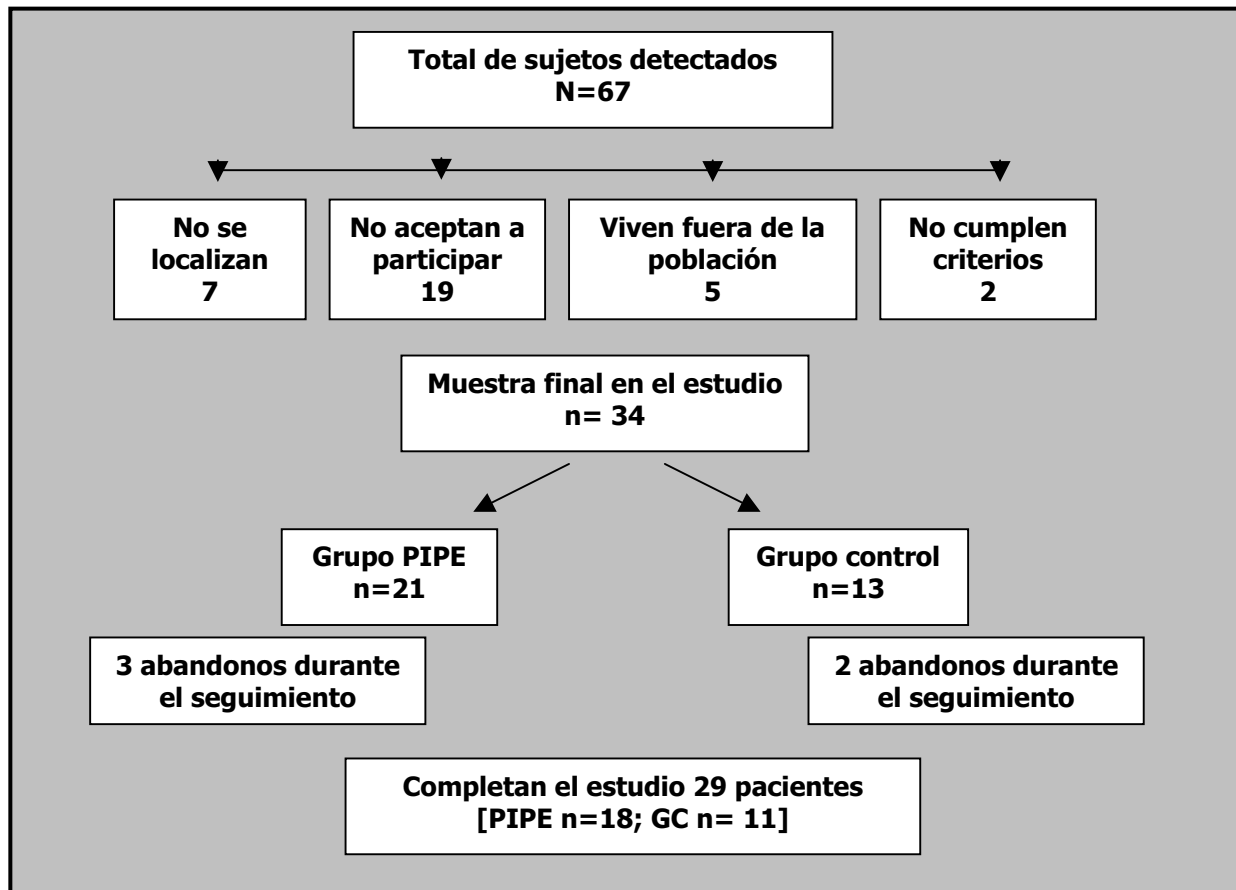 Total de sujetos detectados
N=67
No se
localizan
7
No aceptan a
participar
19
Viven fuera de la
población
5
No cumplen
criterios
2
Muestra final en el estudio
n= 34
Grupo PIPE
n=21
Grupo control
n=13
3 abandonos durante
el seguimiento
2 abandonos durante
el seguimiento
Completan el estudio 29 pacientes
[PIPE n=18; GC n= 11]